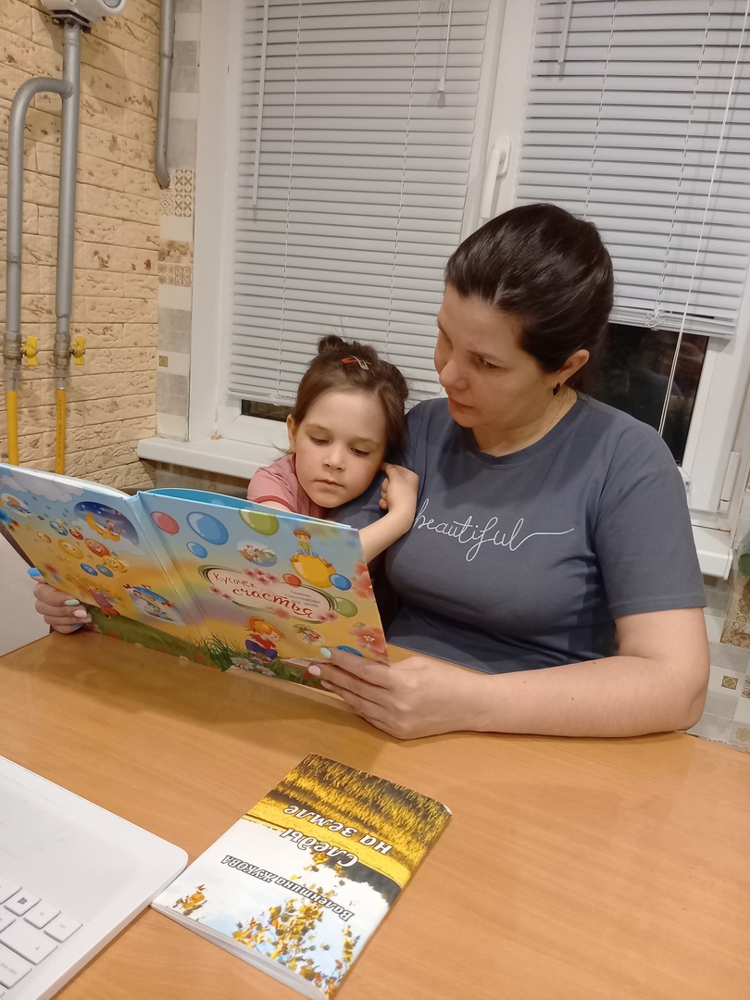 Кусочек
счастья
beautiful
Валентина ЖУКОВА
Следы
на земле